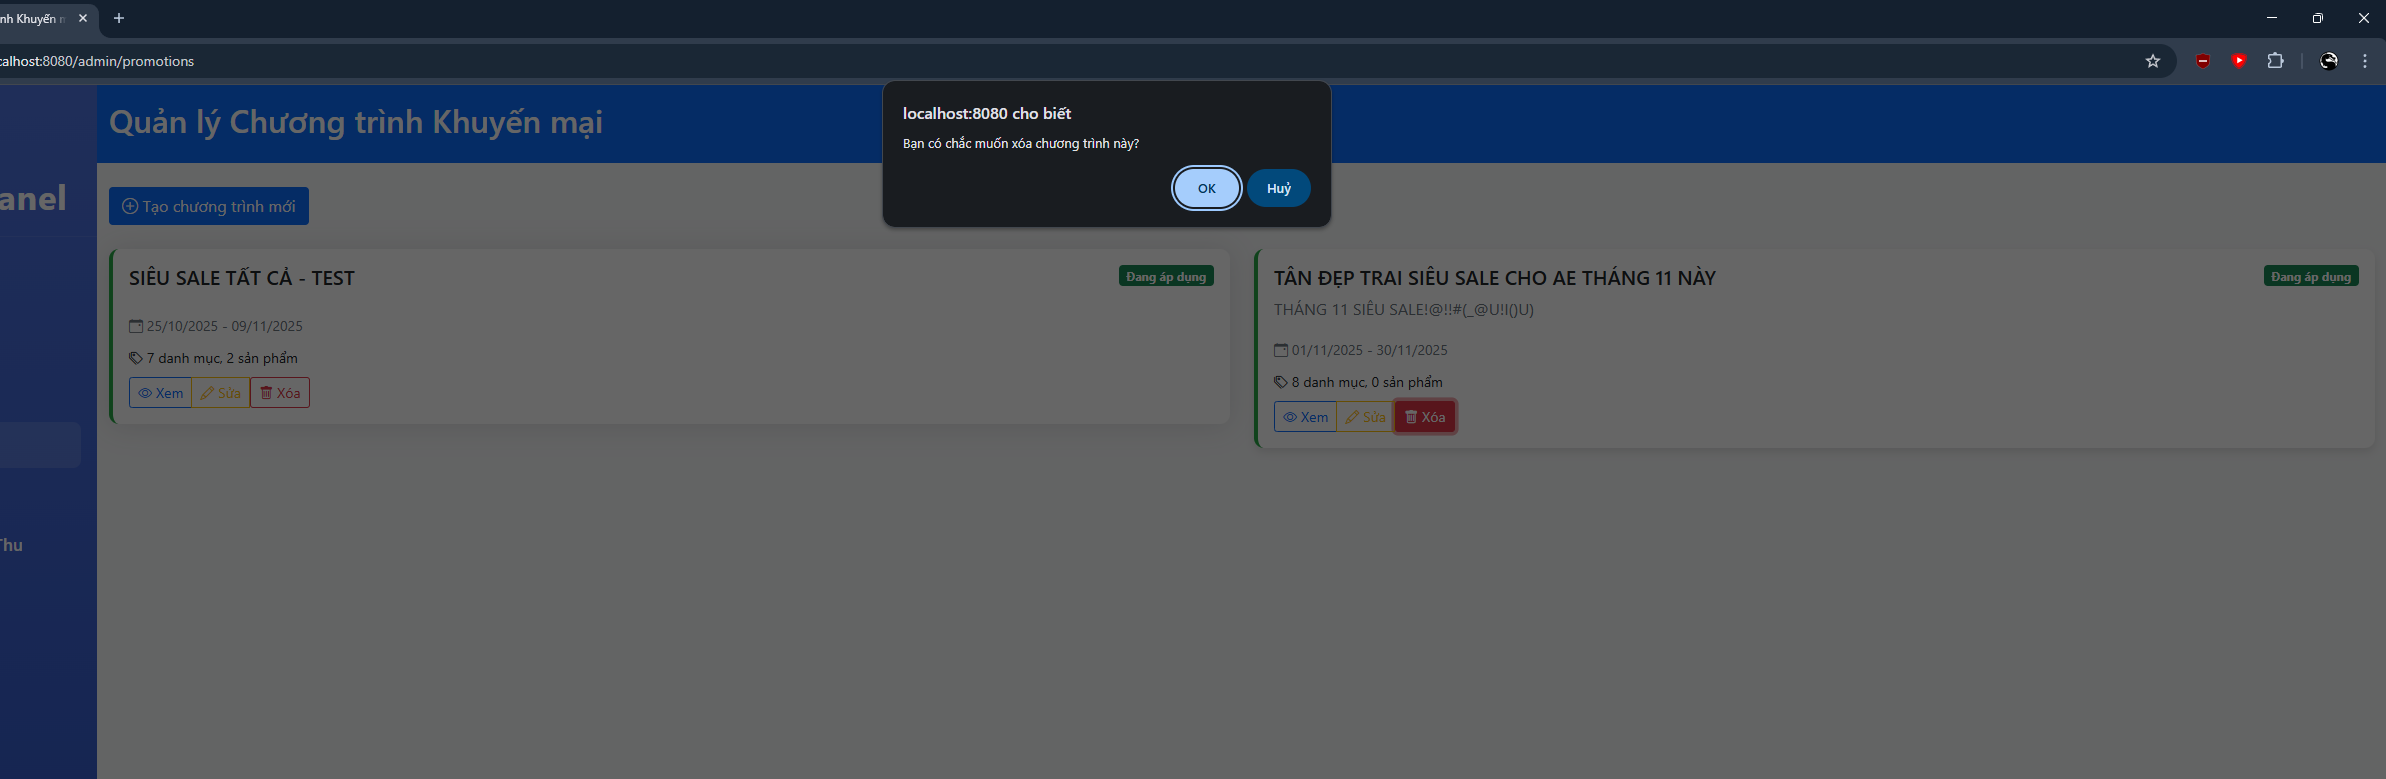 nh Khuyến n
calhost:8080/admin/promotions
localhost:8080 cho biết
Bạn có chắc muốn xóa chương trình này?
OK
Huỷ
anel
Thu
Quản lý Chương trình Khuyến mại
Tạo chương trình mới
SIÊU SALE TẤT CẢ - TEST
Đang áp dụng
25/10/2025 - 09/11/2025
7 danh mục, 2 sản phẩm
Xem Sửa Xóa
TÂN ĐẸP TRAI SIÊU SALE CHO AE THÁNG 11 NÀY
Đang áp dụng
THÁNG 11 SIÊU SALE!@!!#(_@U!I()U)
01/11/2025 - 30/11/2025
8 danh mục, 0 sản phẩm
Xem Sửa Xóa